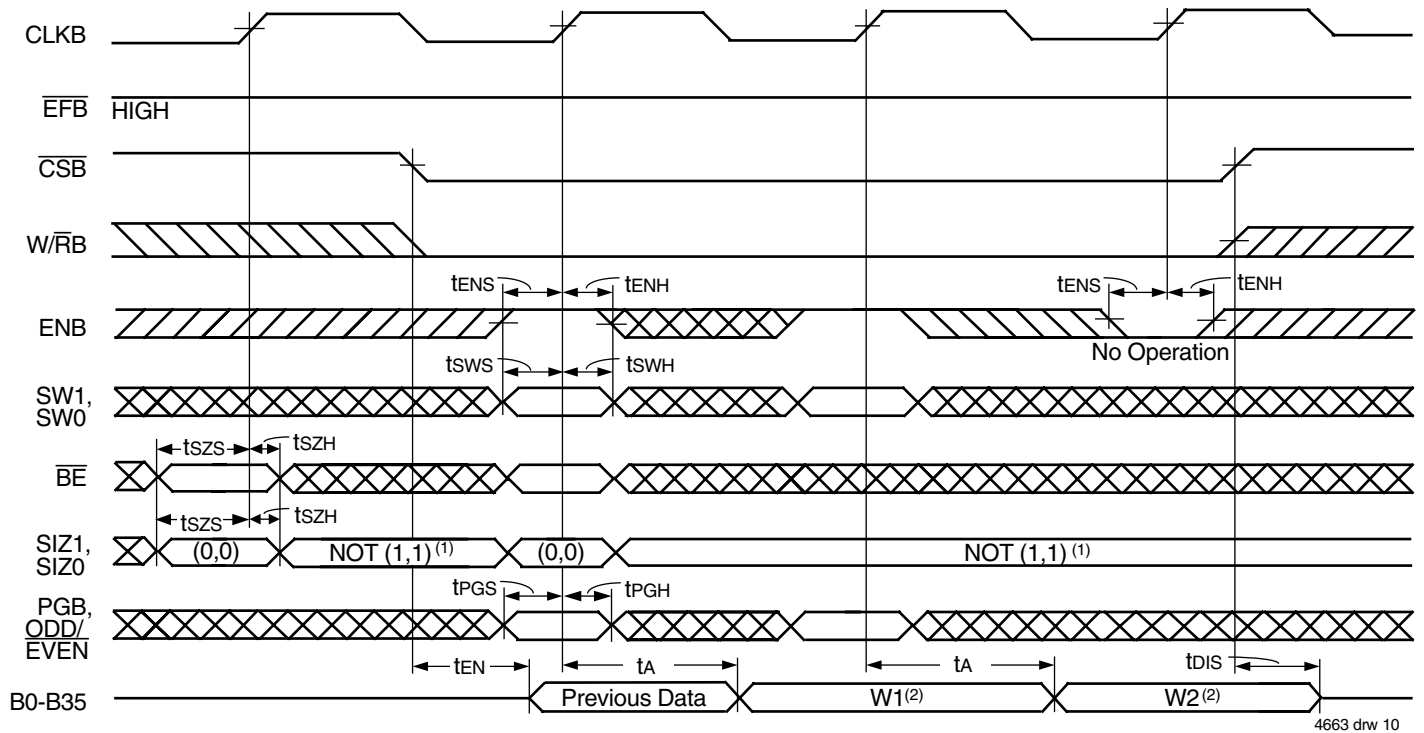 CLKB
EFB HIGH
CSB
W/RB
tENS tENH tENS tENH
ENB
No Operation
tSWS tSWH
SW1,
SW0
tSZS tSZH
BE
tSZS tSZH
SIZ1,
SIZ0
(0,0) NOT (1,1) (1) (0,0) NOT (1,1) (1)
tPGS tPGH
PGB,
ODD/
EVEN
tEN tA tA tDIS
B0-B35 Previous Data W1(2) W2(2)
4663 drw 10